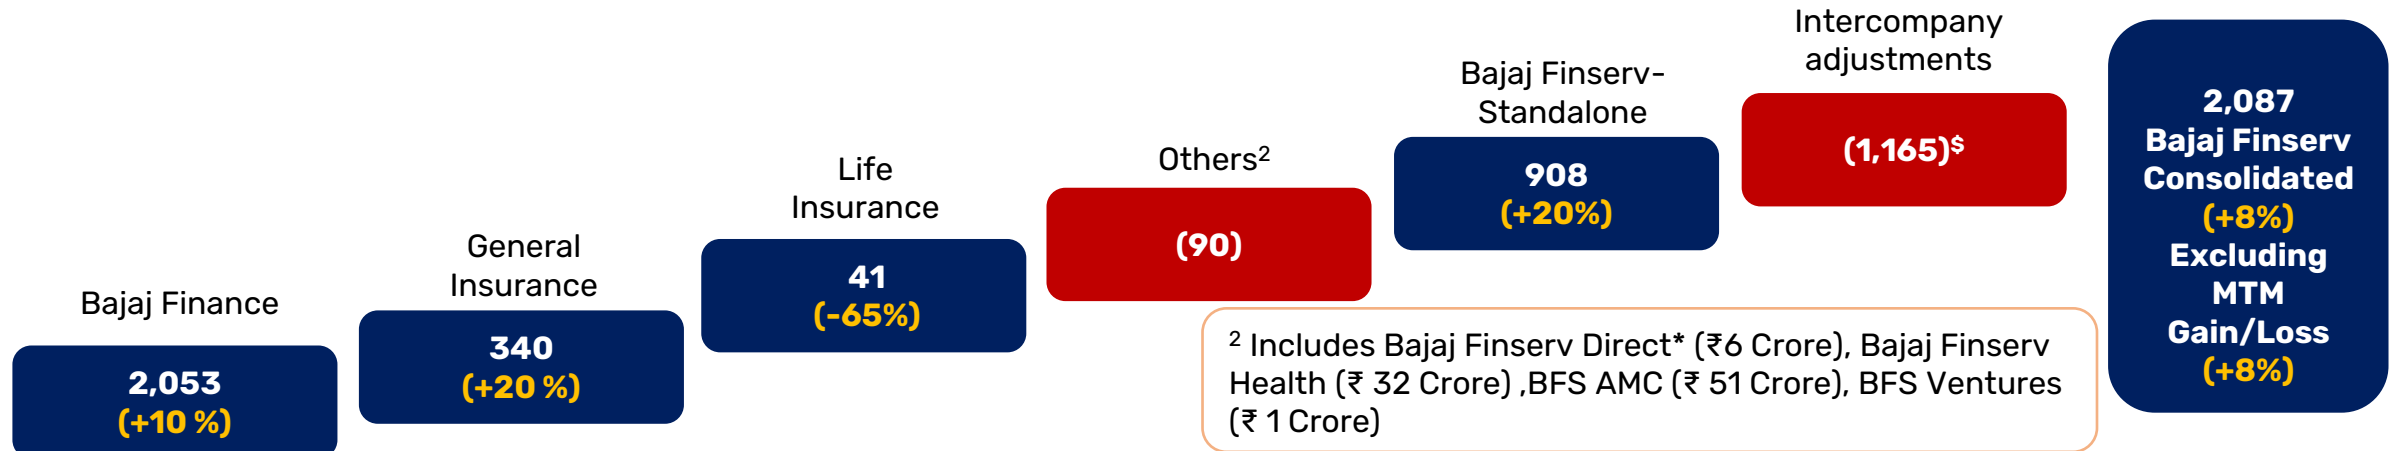 Bajaj Finance
2,053
(+10 %)
General
Insurance
340
(+20 %)
Life
Insurance
41
(-65%)
Others²
(90)
Bajaj Finserv-
Standalone
908
(+20%)
Intercompany
adjustments
(1,165)$
2,087
Bajaj Finserv
Consolidated
(+8%)
Excluding
MTM
Gain/Loss
(+8%)
² Includes Bajaj Finserv Direct* (₹6 Crore), Bajaj Finserv
Health (₹ 32 Crore) ,BFS AMC (₹ 51 Crore), BFS Ventures
(₹ 1 Crore)